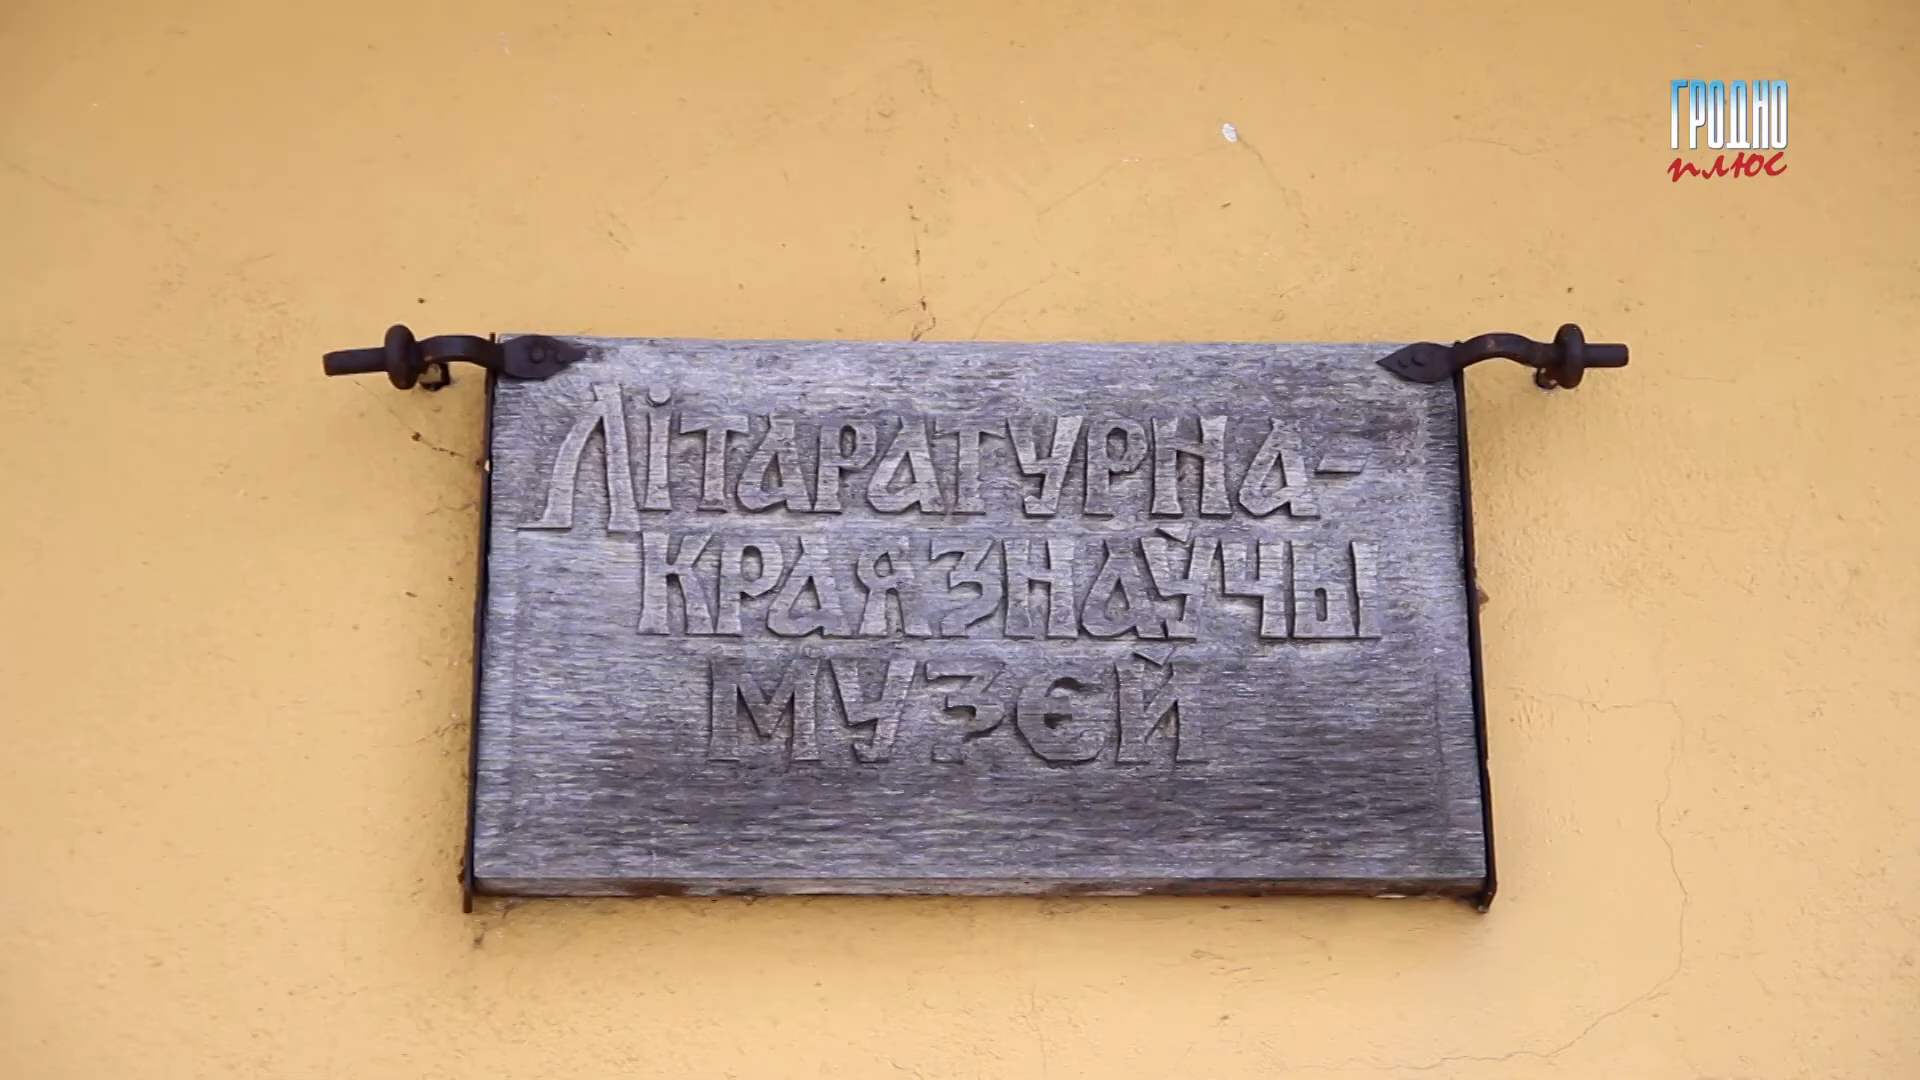 ГРОДНО
плюс
Літаратурна-
краязнаўчы
музей